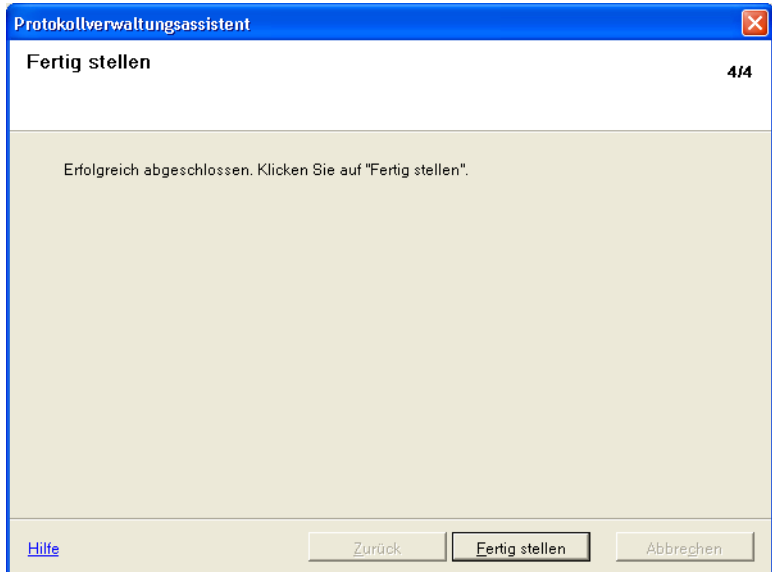 Protokollverwaltungsassistent
Fertig stellen
4/4
Erfolgreich abgeschlossen. Klicken Sie auf "Fertig stellen".
Hilfe
Zurück
Fertig stellen
Abbrechen